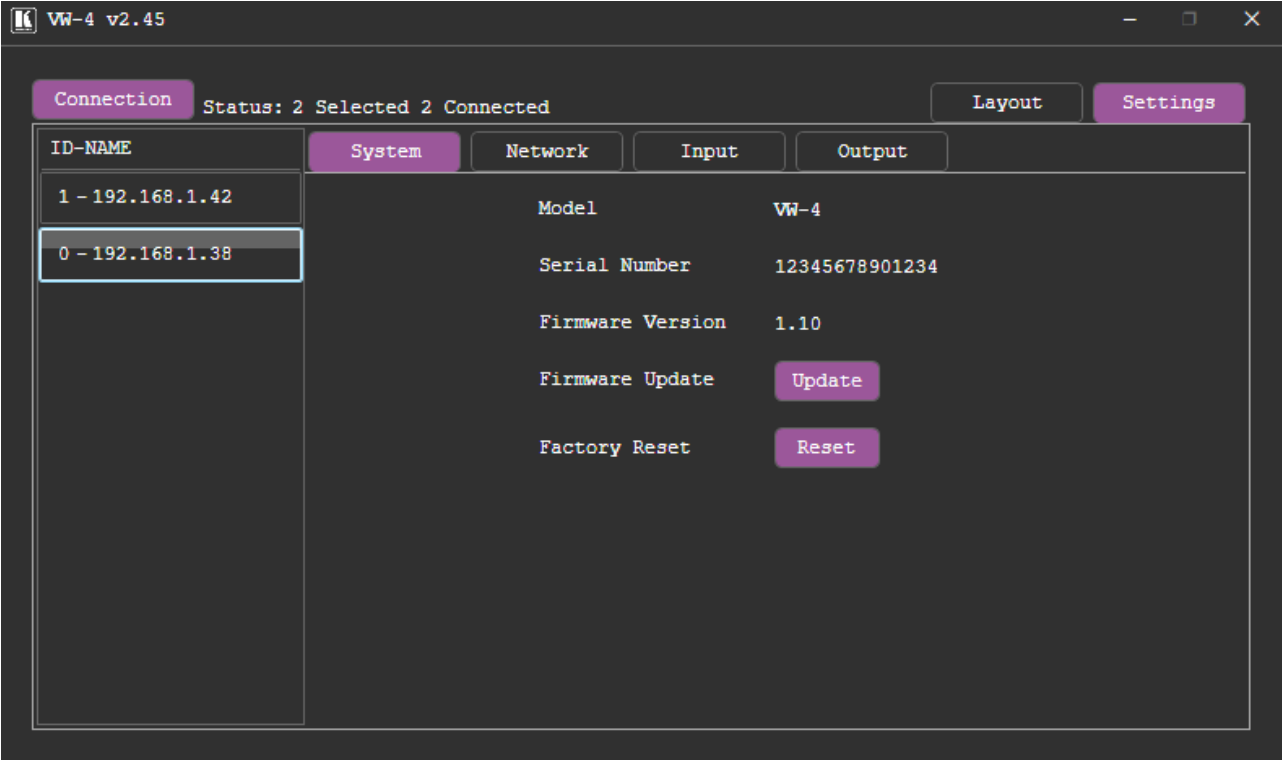 VW-4 v2.45
Connection
Status: 2 Selected 2 Connected
Layout
Settings
ID-NAME
System
Network
Input
Output
1 - 192.168.1.42
0 - 192.168.1.38
Model VW-4
Serial Number 12345678901234
Firmware Version 1.10
Firmware Update Update
Factory Reset Reset